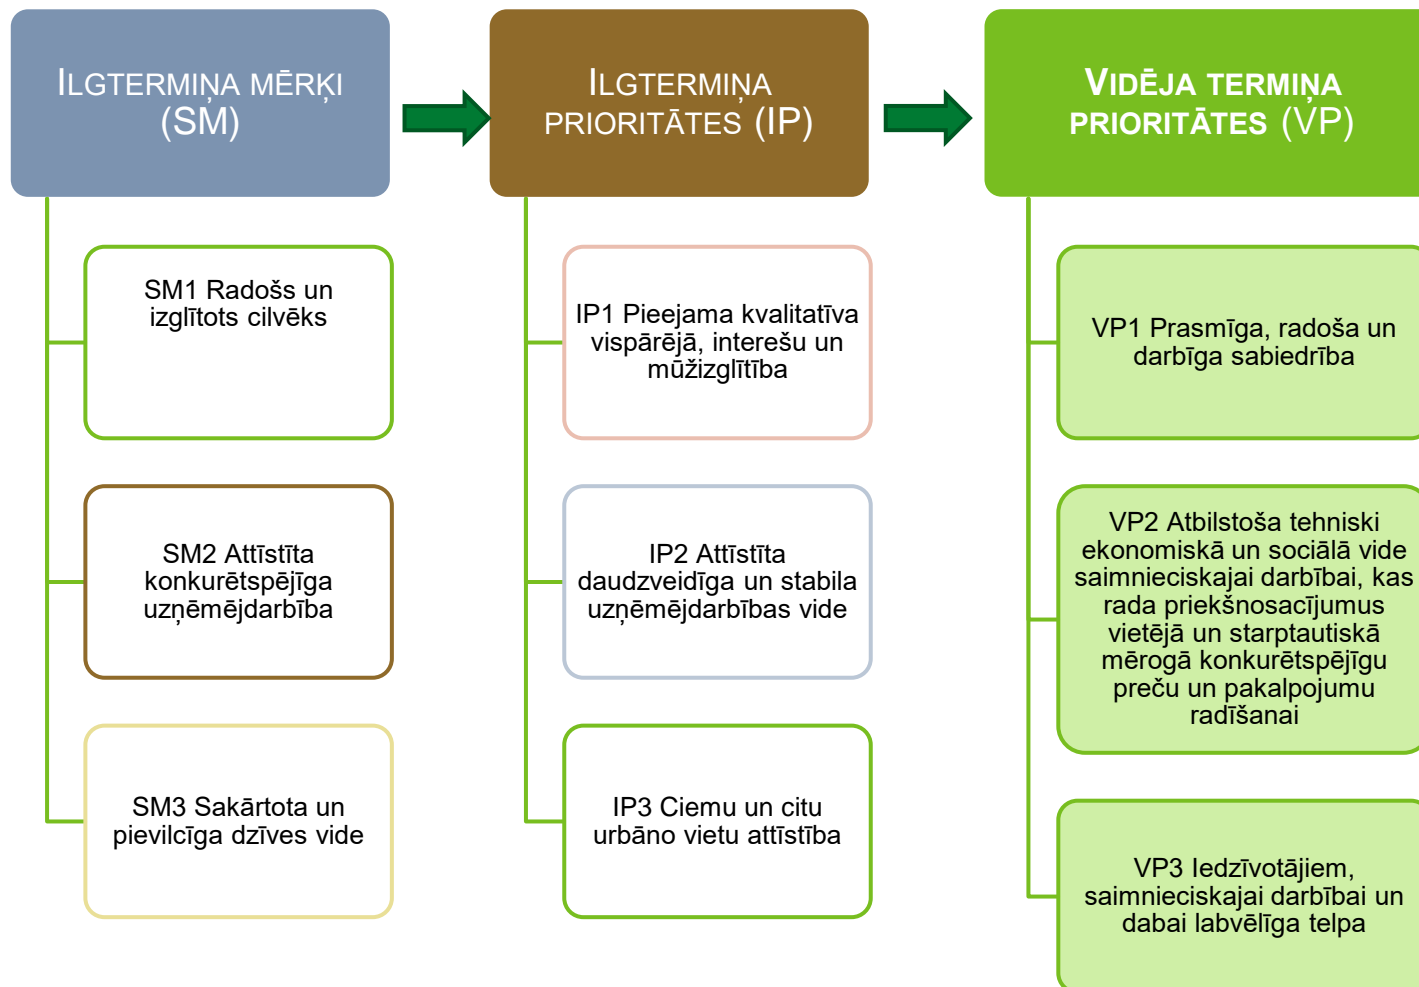 ILGTERMIŅA MĒRĶI
(SM)
ILGTERMIŅA
PRIORITĀTES (IP)
VIDĒJA TERMIŅA
PRIORITĀTES (VP)
SM1 Radošs un
izglītots cilvēks
SM2 Attīstīta
konkurētspējīga
uzņēmējdarbība
SM3 Sakārtota un
pievilcīga dzīves vide
IP1 Pieejama kvalitatīva
vispārējā, interešu un
mūžizglītība
IP2 Attīstīta
daudzveidīga un stabila
uzņēmējdarbības vide
IP3 Ciemu un citu
urbāno vietu attīstība
VP1 Prasmīga, radoša un
darbīga sabiedrība
VP2 Atbilstoša tehniski
ekonomiskā un sociālā vide
saimnieciskajai darbībai, kas
rada priekšnosacījumus
vietējā un starptautiskā
mērogā konkurētspējīgu
preču un pakalpojumu
radīšanai
VP3 Iedzīvotājiem,
saimnieciskajai darbībai un
dabai labvēlīga telpa